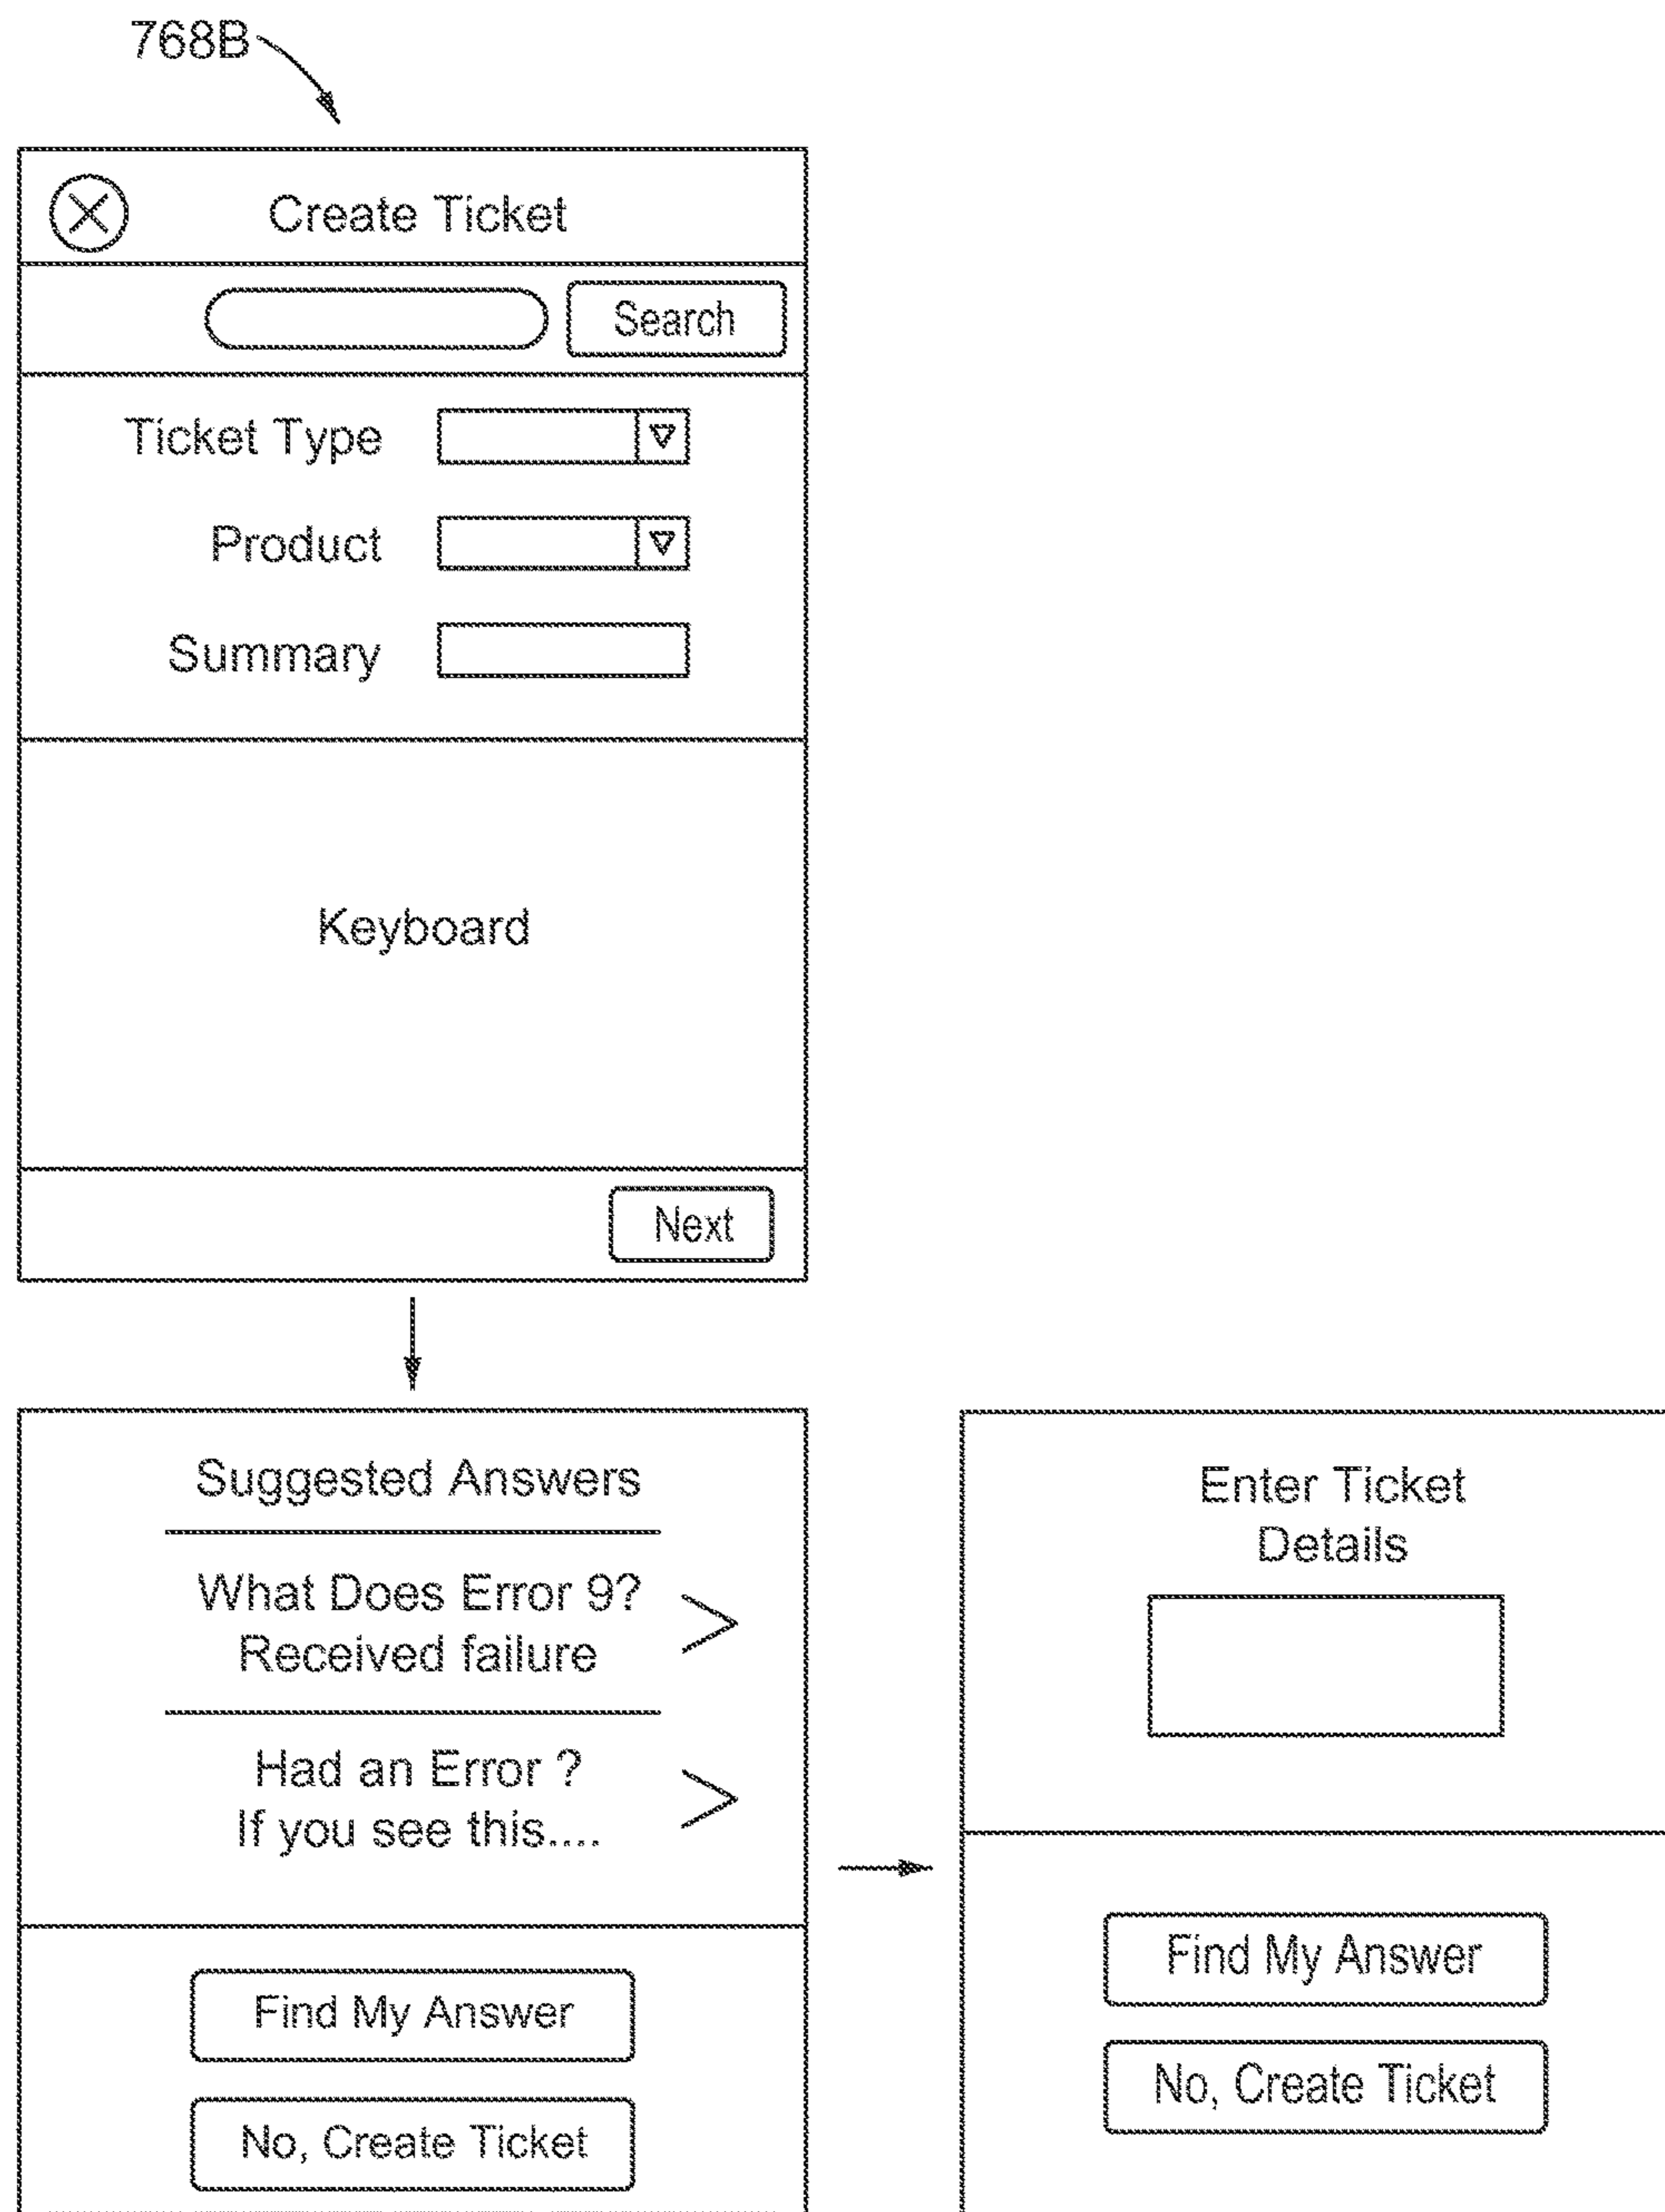 768B
Create Ticket
Search
Ticket Type
Product
Summary
Keyboard
Next
Suggested Answers
What Does Error 9?
Received failure
Had an Error ?
If you see this....
Find My Answer
No, Create Ticket
Enter Ticket
Details
Find My Answer
No, Create Ticket